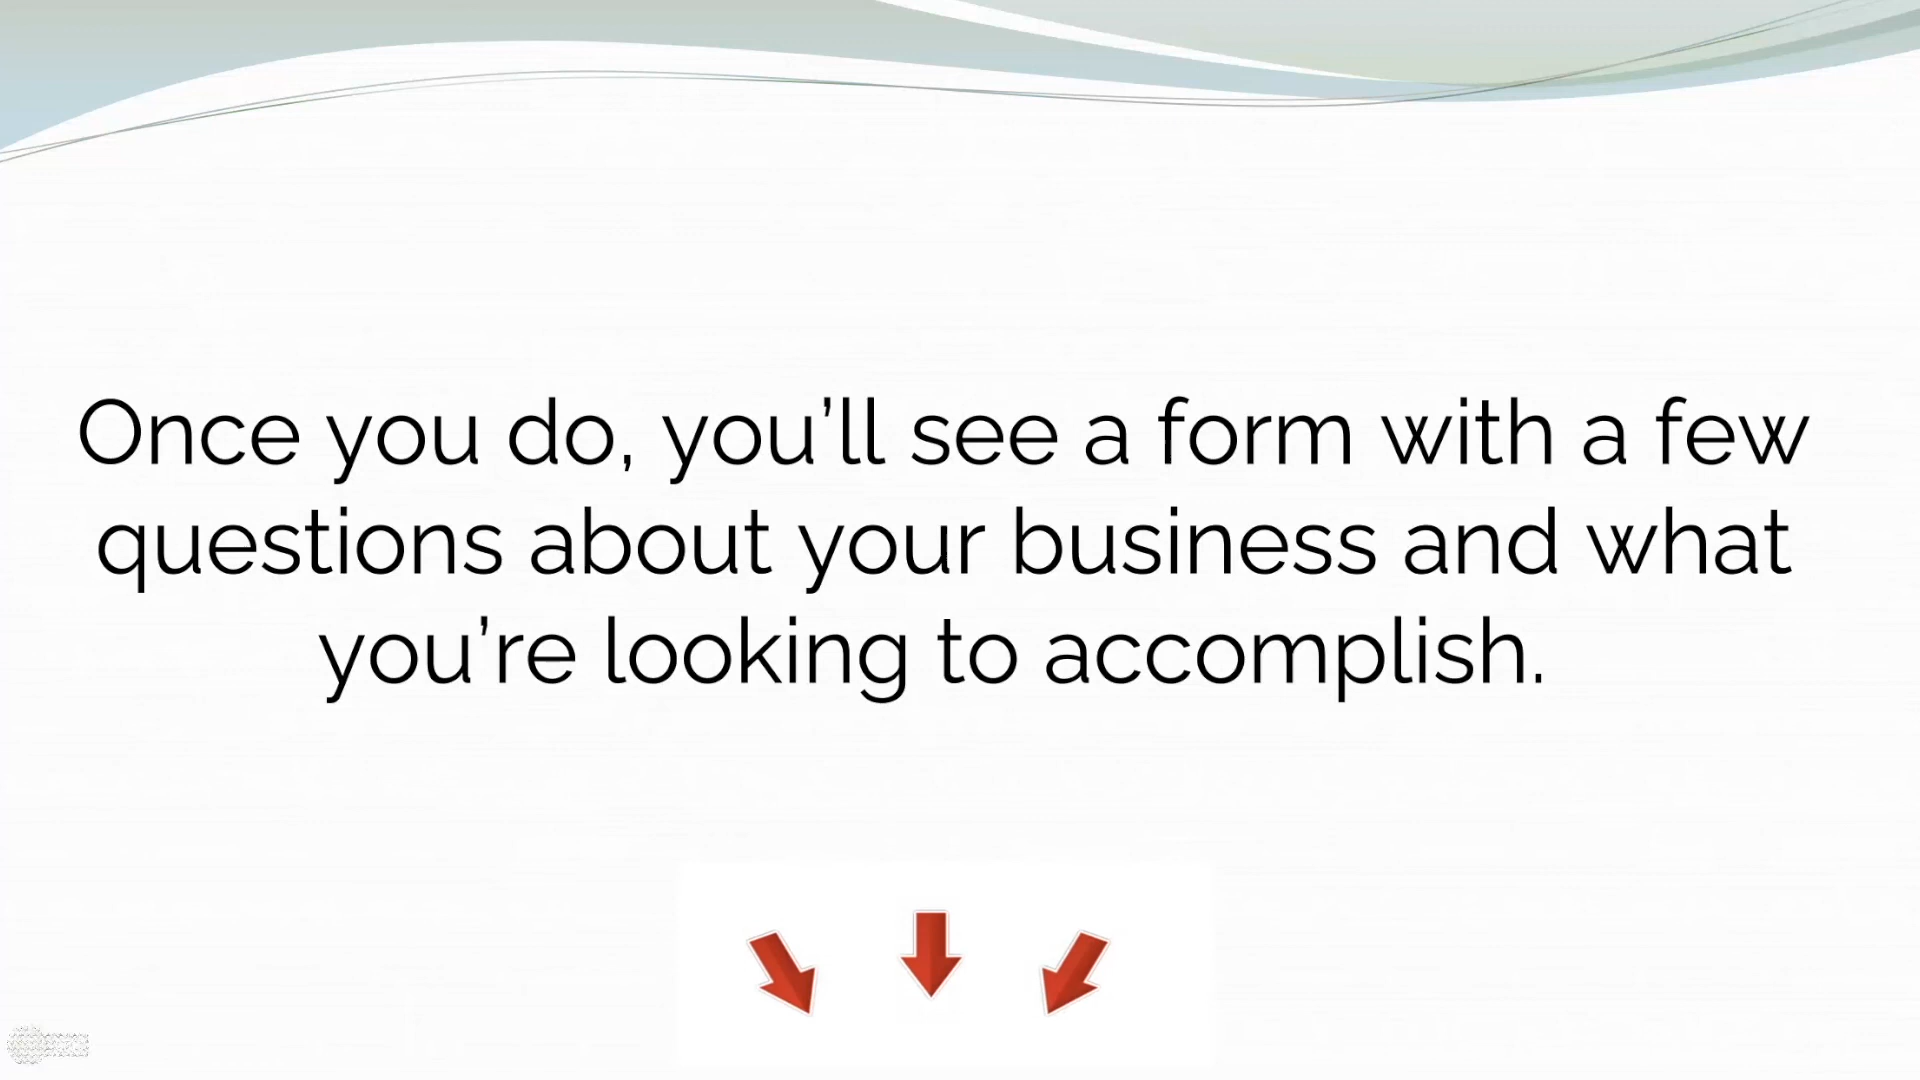 Once you do, you’ll see a form with a few
questions about your business and what
you’re looking to accomplish.